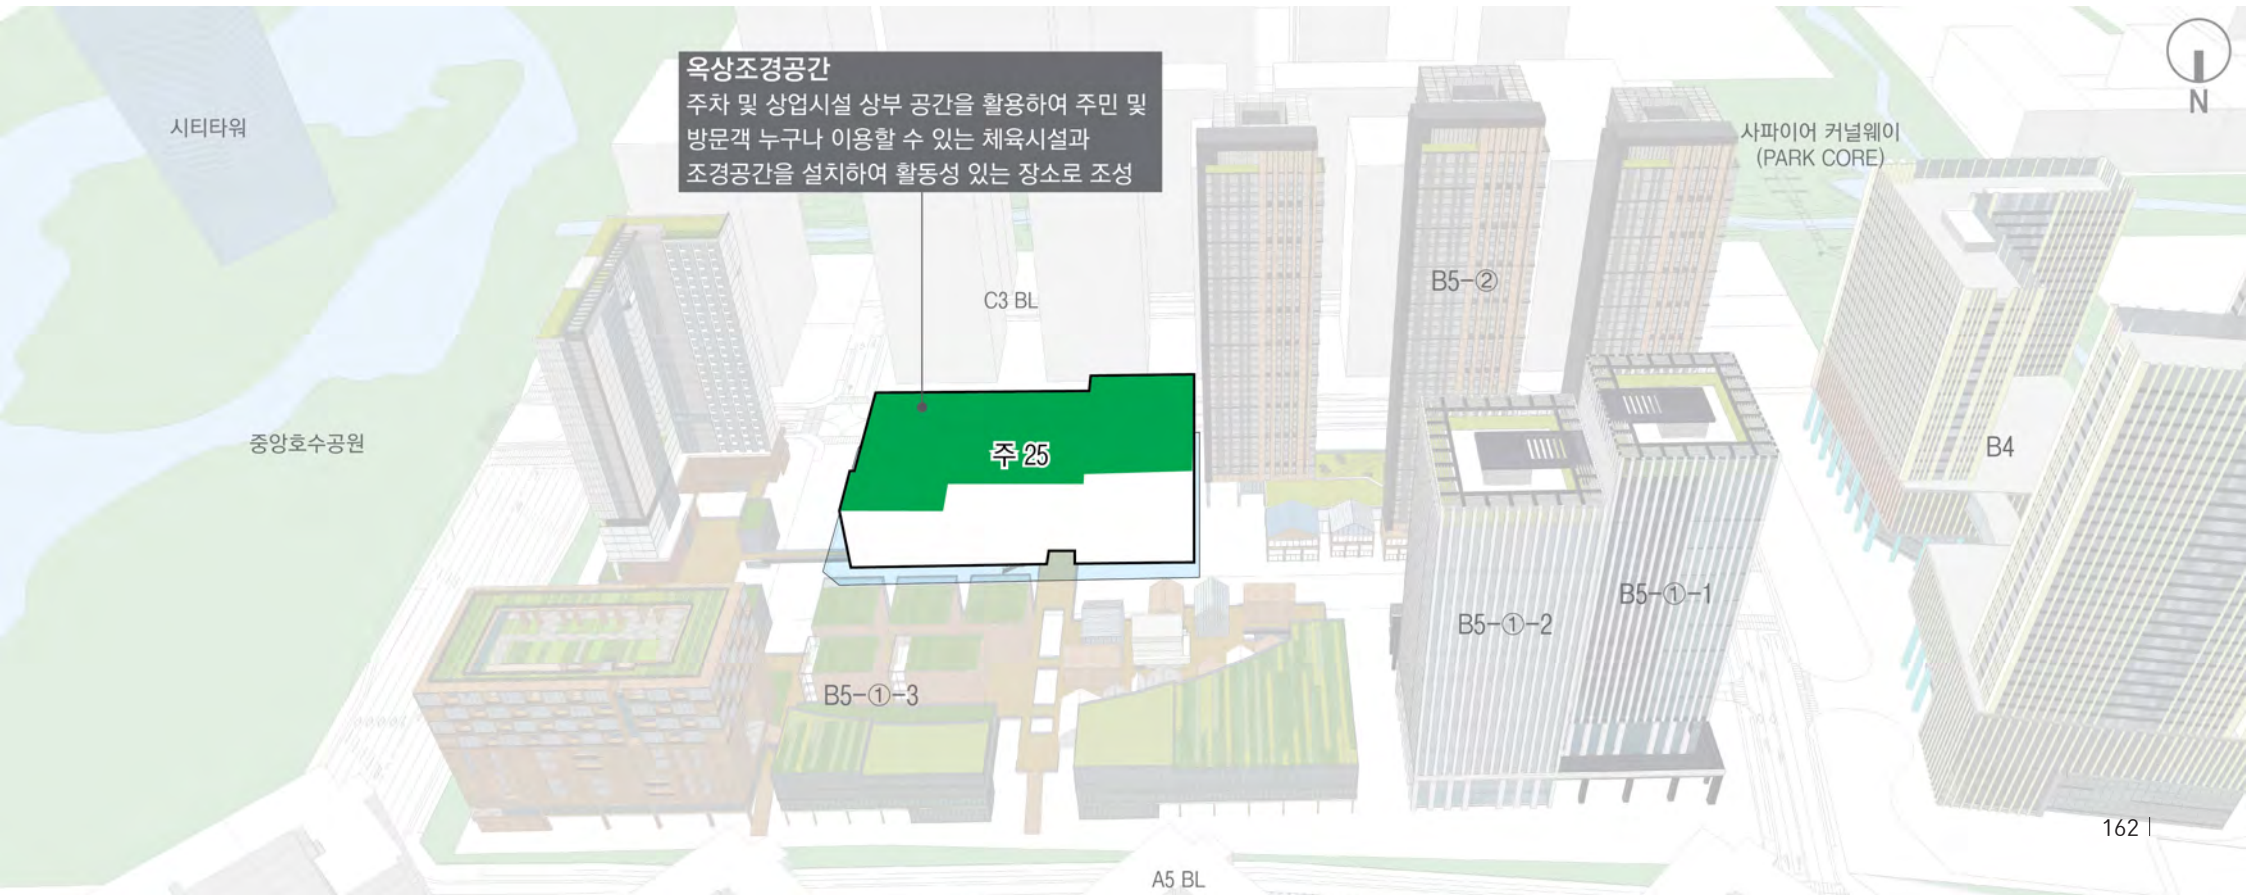 옥상조경공간
주차 및 상업시설 상부 공간을 활용하여 주민 및
방문객 누구나 이용할 수 있는 체육시설과
조경공간을 설치하여 활동성 있는 장소로 조성
N
시티타워
사파이어 커널웨이
(PARK CORE)
C3 BL
B5-②
중앙호수공원
주 25
B4
B5-①-1
B5-①-2
B5-①-3
162
A5 BL